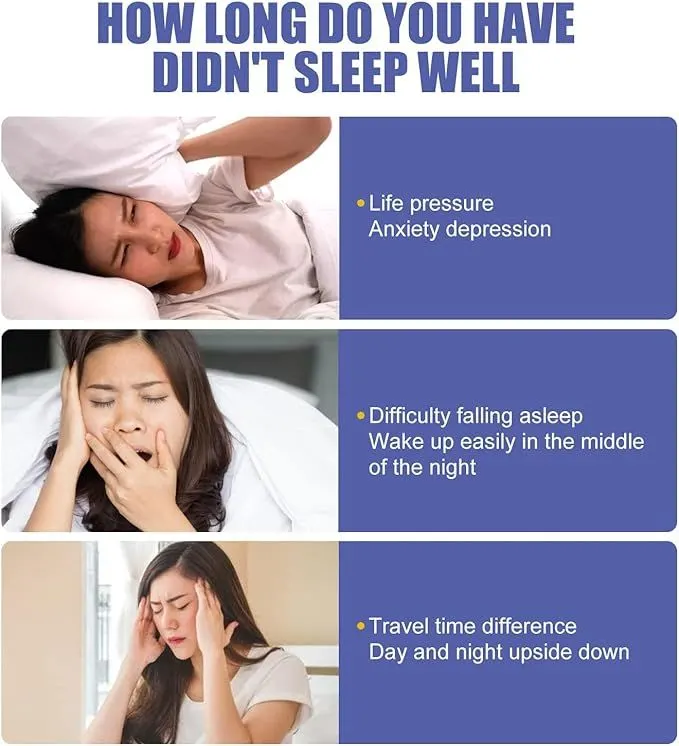 HOW LONG DO YOU HAVE
DIDN'T SLEEP WELL
• Life pressure
Anxiety depression
• Difficulty falling asleep
Wake up easily in the middle
of the night
• Travel time difference
Day and night upside down